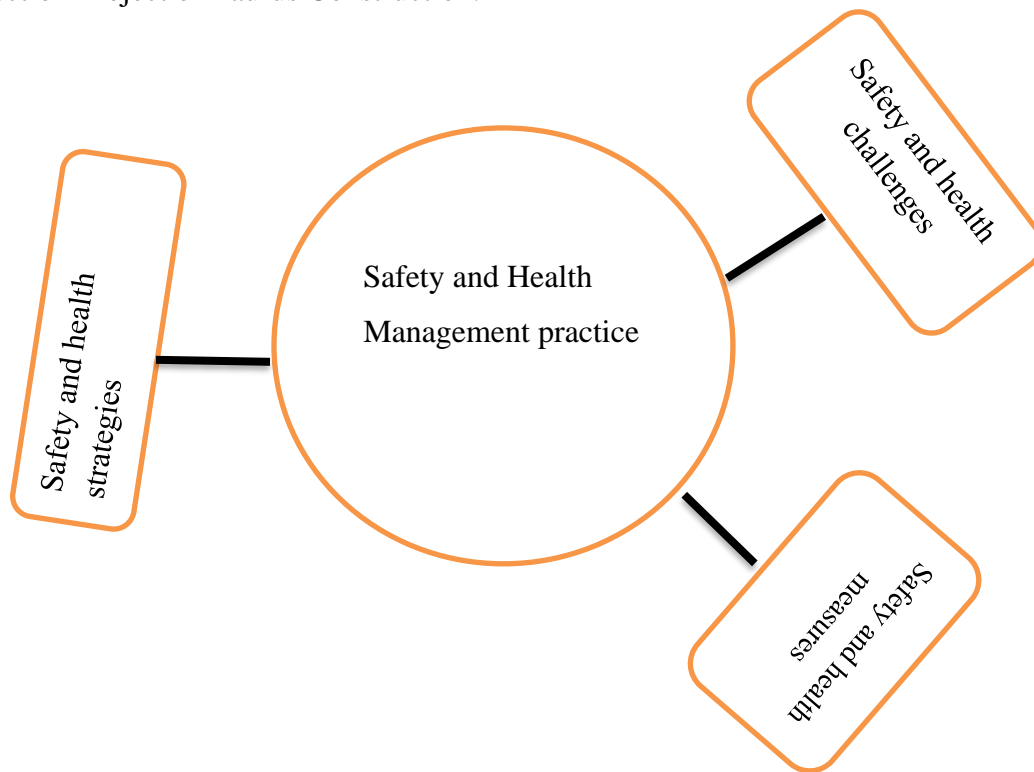 Safety and health
challenges
Safety and Health
Management practice
Safety and health
strategies
Safety and health
measures